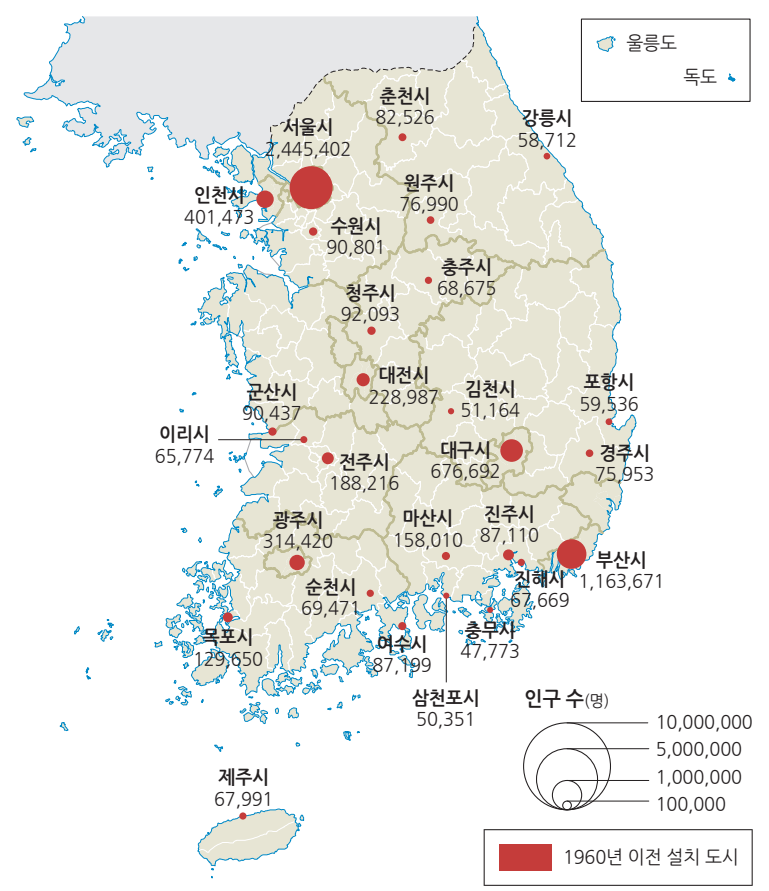 울릉도
독도
춘천시
82,526
강릉시
58,712
서울시
2,445,402
원주시
76,990
인천시
401,473
수원시
90,801
충주시
68,675
청주시
92,093
대전시
228,987
김천시
51,164
포항시
59,536
군산시
90,437
이리시
65,774
전주시
188,216
대구시
676,692
경주시
75,953
광주시
314,420
마산시
158,010
진주시
87,110
부산시
1,163,671
진해시
67,669
순천시
69,471
충무시
47,773
목포시
129,650
여수시
87,199
삼천포시
50,351
인구 수(명)
10,000,000
5,000,000
1,000,000
100,000
제주시
67,991
1960년 이전 설치 도시